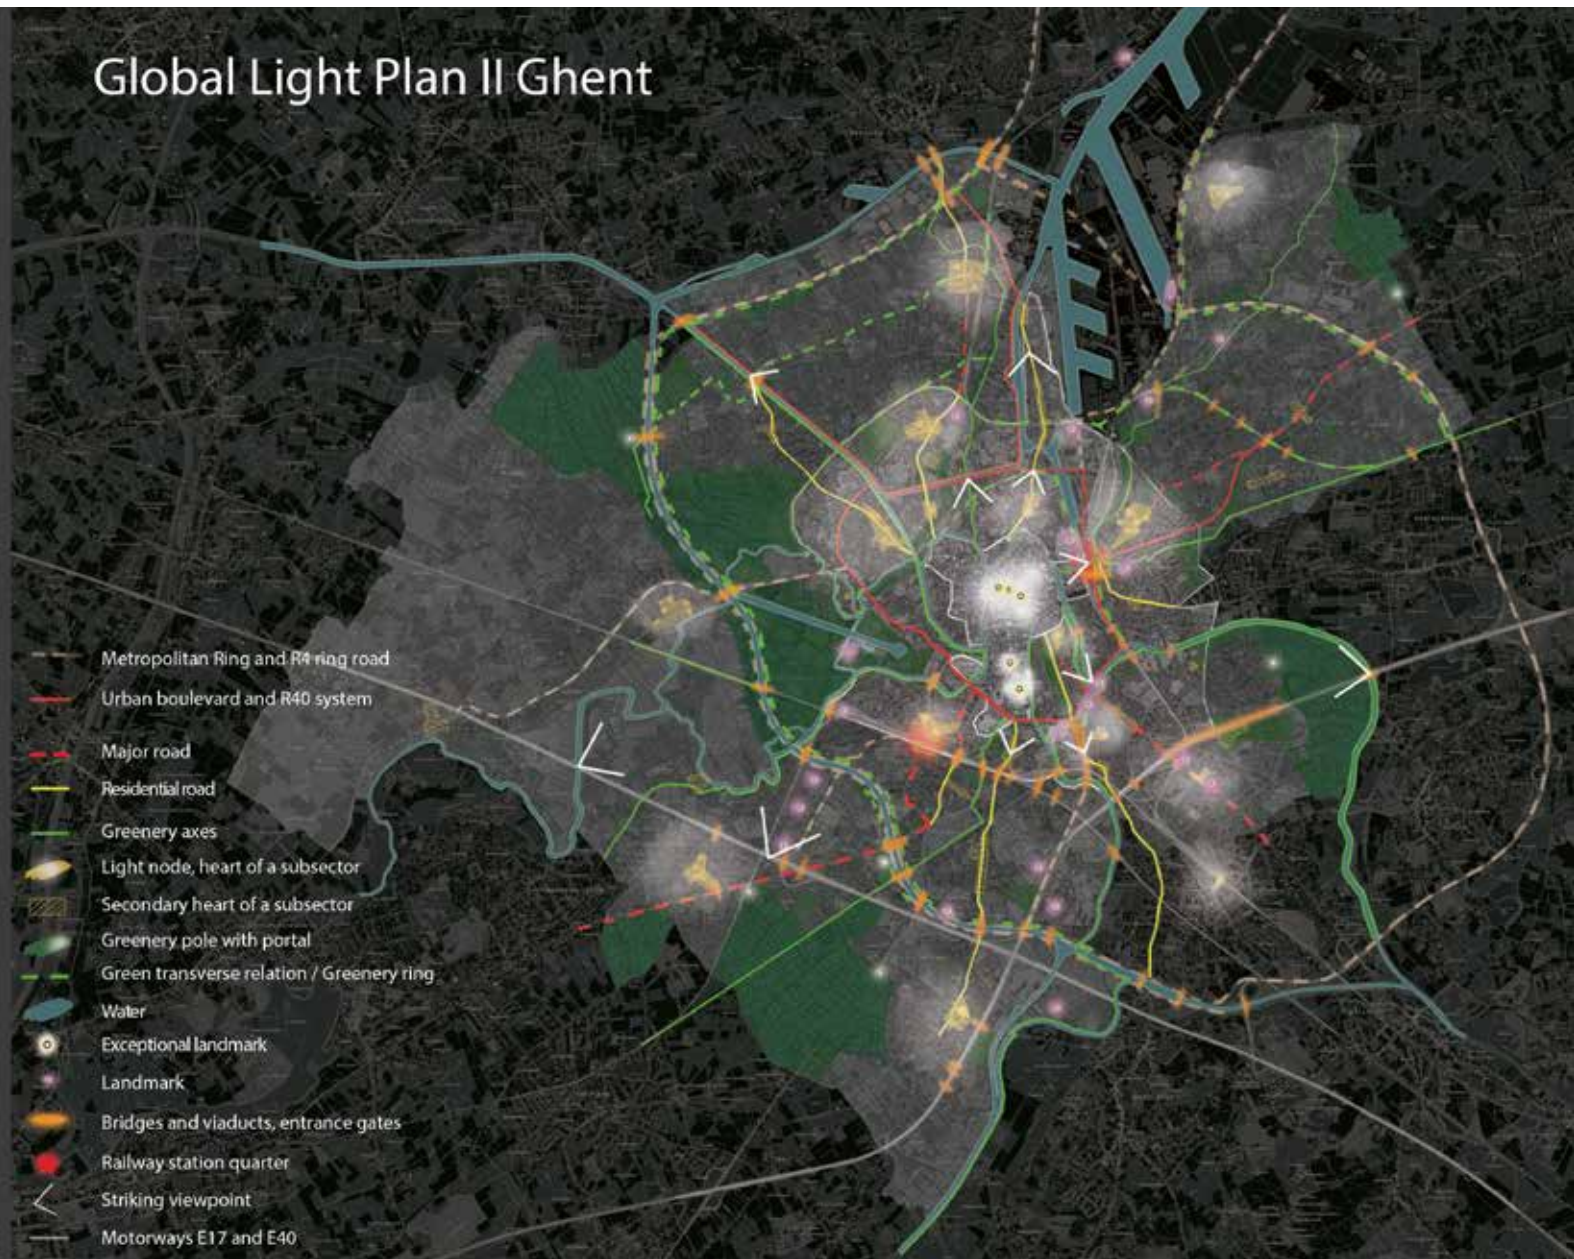 Global Light Plan II Ghent
Metropolitan Ring and R4 ring road
Urban boulevard and R40 system
Major road
Residential road
Greenery axes
Light node, heart of a subsector
Secondary heart of a subsector
Greenery pole with portal
Green transverse relation / Greenery ring
Water
Exceptional landmark
Landmark
Bridges and viaducts, entrance gates
Railway station quarter
Striking viewpoint
Motorways E17 and E40